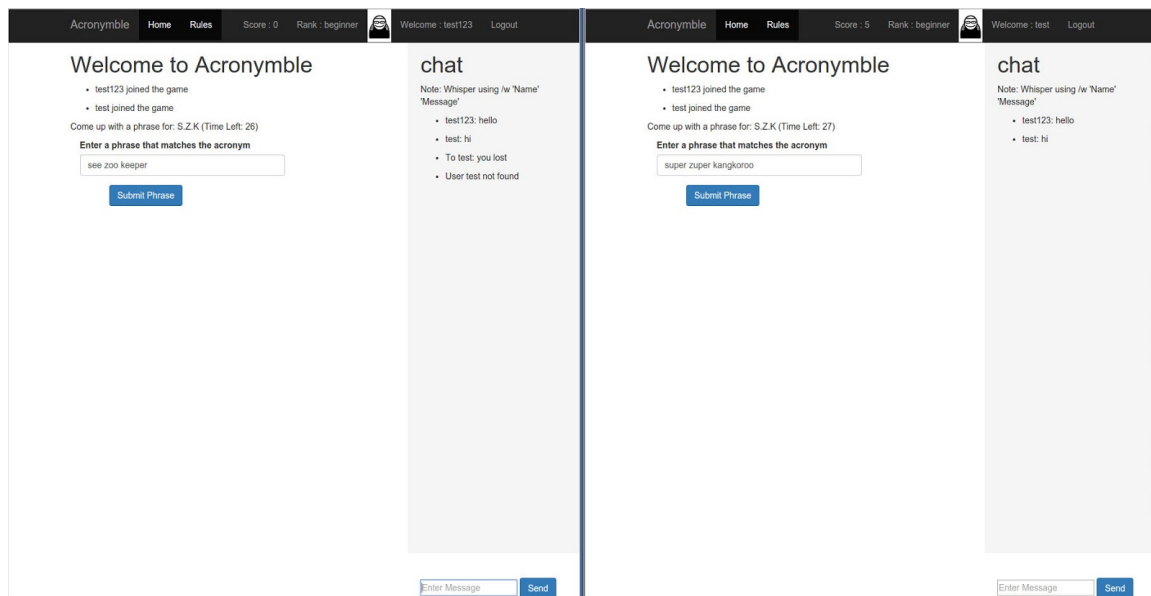 Acronymble Home Rules Score : 0 Rank : beginner Welcome : test123 Logout
Welcome to Acronymble
test123 joined the game
test joined the game
Come up with a phrase for: S.Z.K (Time Left: 26)
Enter a phrase that matches the acronym
see zoo keeper
Submit Phrase
chat
Note: Whisper using /w 'Name'
'Message'
test123: hello
test: hi
To test: you lost
User test not found
Enter Message Send
Acronymble Home Rules Score : 5 Rank : beginner Welcome : test Logout
Welcome to Acronymble
test123 joined the game
test joined the game
Come up with a phrase for: S.Z.K (Time Left: 27)
Enter a phrase that matches the acronym
super zuper kangkoroo
Submit Phrase
chat
Note: Whisper using /w 'Name'
'Message'
test123: hello
test: hi
Enter Message Send